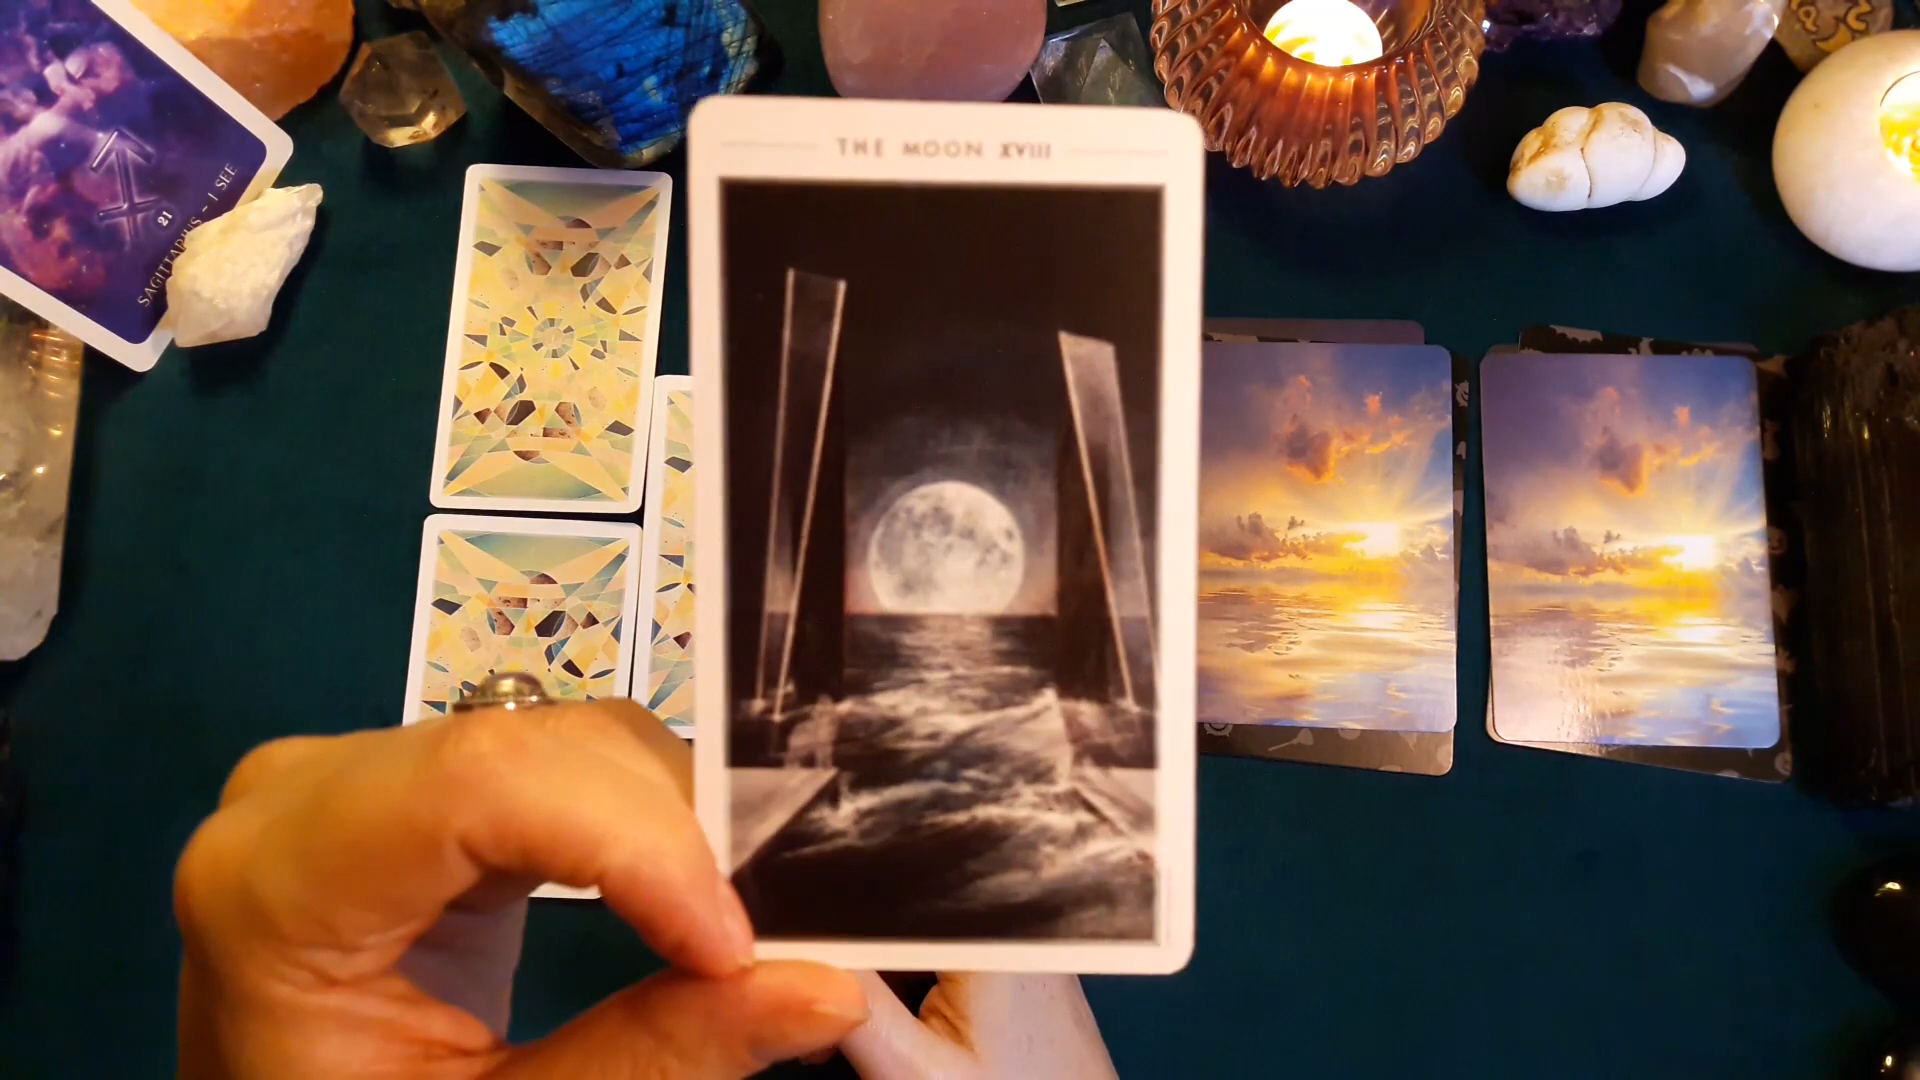 THE MOON XVIII
21
SAGITTARIUS ~ I SEE